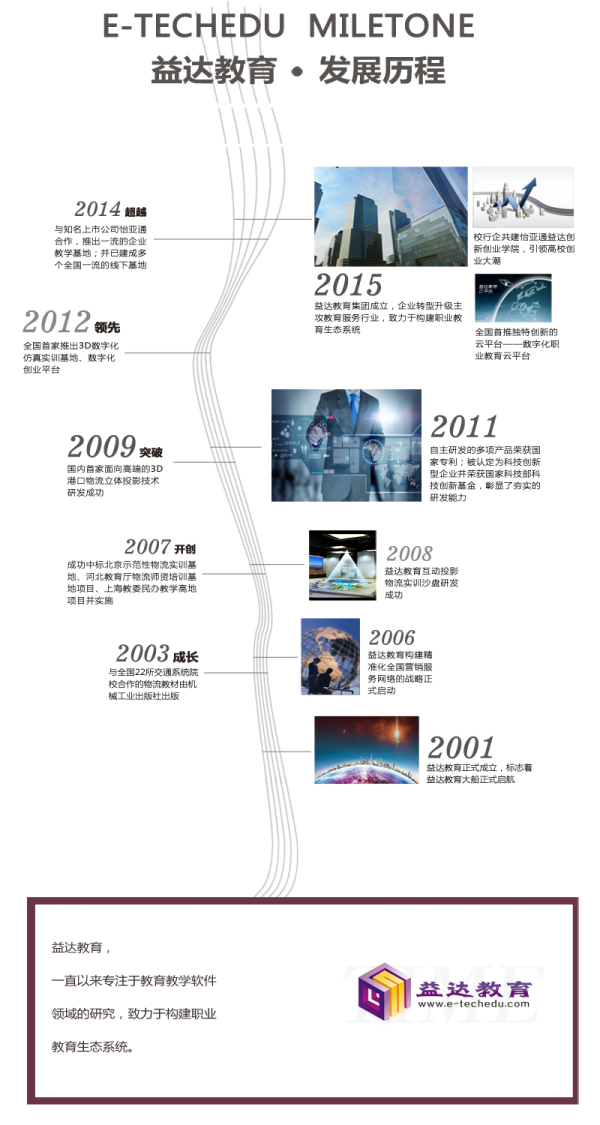 E-TECHEDU MILETONE
益达教育 • 发展历程
2014 超越
与知名上市公司怡亚通
合作，推出一流的企业
教学基地；并已建成多
个全国一流的线下基地
校行企共建怡亚通益达创
新创业学院，引领高校创
业大潮
2015
益达教育集团成立，企业转型升级主
攻教育服务行业，致力于构建职业教
育生态系统
益达教育
云平台
全国首推独特创新的
云平台——数字化职
业教育云平台
2012 领先
全国首家推出3D数字化
仿真实训基地、数字化
创业平台
2011
自主研发的多项产品荣获国
家专利；被认定为科技创新
型企业并荣获国家科技部科
技创新基金，彰显了夯实的
研发能力
2009 突破
国内首家面向高端的3D
港口物流立体投影技术
研发成功
2007 开创
成功中标北京示范性物流实训基
地、河北教育厅物流师资培训基
地项目、上海教委民办教学高地
项目并实施
2008
益达教育互动投影
物流实训沙盘研发
成功
2003 成长
与全国22所交通系统院
校合作的物流教材由机
械工业出版社出版
2006
益达教育构建精
准化全国营销服
务网络的战略正
式启动
2001
益达教育正式成立，标志着
益达教育大船正式启航
益达教育，
一直以来专注于教育教学软件
领域的研究，致力于构建职业
教育生态系统。
TIME
益达教育
www.e-techedu.com